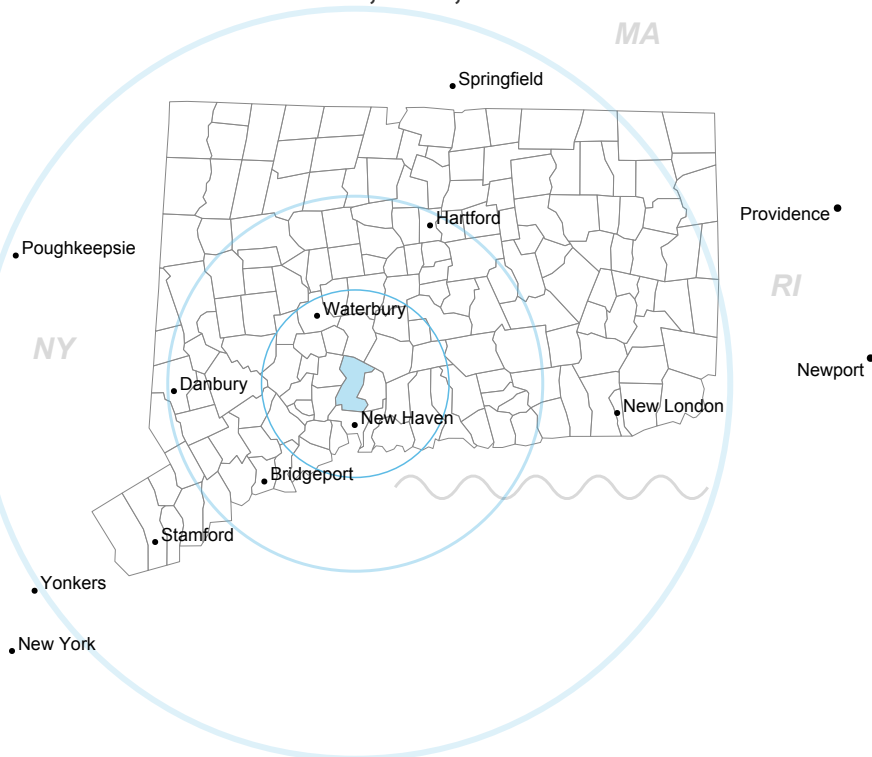 MA
Springfield
Providence
Hartford
Poughkeepsie
RI
Waterbury
NY
Newport
Danbury
New London
New Haven
Bridgeport
Stamford
Yonkers
New York